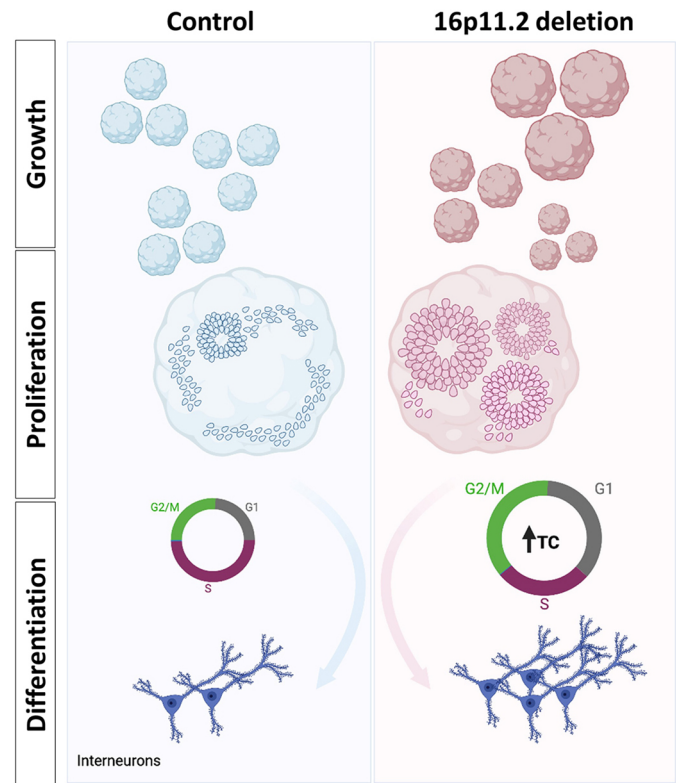 Control
16p11.2 deletion
Growth
Proliferation
G2/M
G1
S
G2/M
G1
TC
S
Differentiation
Interneurons